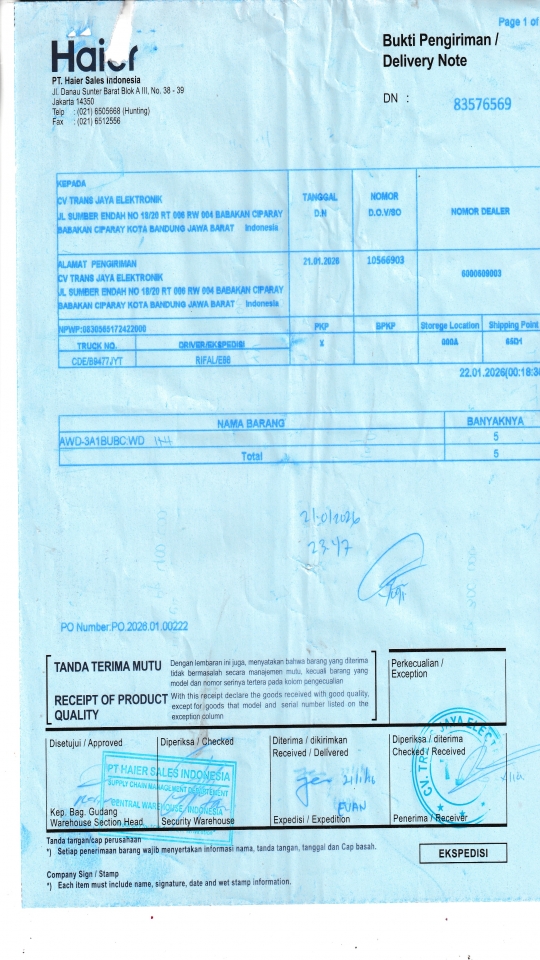 Page 1 of
Haier
Bukti Pengiriman /
Delivery Note
PT. Haier Sales Indonesia
Jl. Danau Sunter Barat Blok A III, No. 38 - 39
Jakarta 14350
Telp : (021) 6505668 (Hunting)
Fax : (021) 6512556
DN : 83576569
KEPADA
CV TRANS JAYA ELEKTRONIK
JL SUMBER ENDAH NO 18/20 RT 006 RW 004 BABAKAN CIPARAY
BABAKAN CIPARAY KOTA BANDUNG JAWA BARAT Indonesia
TANGGAL
D.N
NOMOR
D.O.V/SO
NOMOR DEALER
ALAMAT PENGIRIMAN
CV TRANS JAYA ELEKTRONIK
JL SUMBER ENDAH NO 18/20 RT 006 RW 004 BABAKAN CIPARAY
BABAKAN CIPARAY KOTA BANDUNG JAWA BARAT Indonesia
21.01.2026
10566903
6000609003
NPWP:0830565172422000
PKP
BPKP
Storege Location
Shipping Point
TRUCK NO.
DRIVER/EKSPEDISI
X
000A
65D1
CDE/B9477JYT
RIFAL/E66
22.01.2026(00:18:3
NAMA BARANG
BANYAKNYA
AWD-3A1BUBC:WD
5
Total
5
21/01/2026
23:47
PO Number:PO.2026.01.00222
TANDA TERIMA MUTU
Dengan lembaran ini juga, menyatakan bahwa barang yang diterima
tidak bermasalah secara manajemen mutu, kecuali barang yang
model dan nomor serinya tertera pada kolom pengecualian
RECEIPT OF PRODUCT
QUALITY
With this receipt declare the goods received with good quality,
except for goods that model and serial number listed on the
exception column
Perkecualian /
Exception
Disetujui / Approved
Diperiksa / Checked
Diterima / dikirimkan
Received / Delivered
Diperiksa / diterima
Checked / Received
PT HAIER SALES INDONESIA
SUPPLY CHAIN MANAGEMENT DEPARTEMENT
CENTRAL WAREHOUSE INDONESIA
Kep. Bag. Gudang
Warehouse Section Head.
Security Warehouse
Expedisi / Expedition
Penerima / Receiver
Tanda tangan/cap perusahaan
*) Setiap penerimaan barang wajib menyertakan informasi nama, tanda tangan, tanggal dan Cap basah.
EKSPEDISI
Company Sign / Stamp
*) Each item must include name, signature, date and wet stamp information.